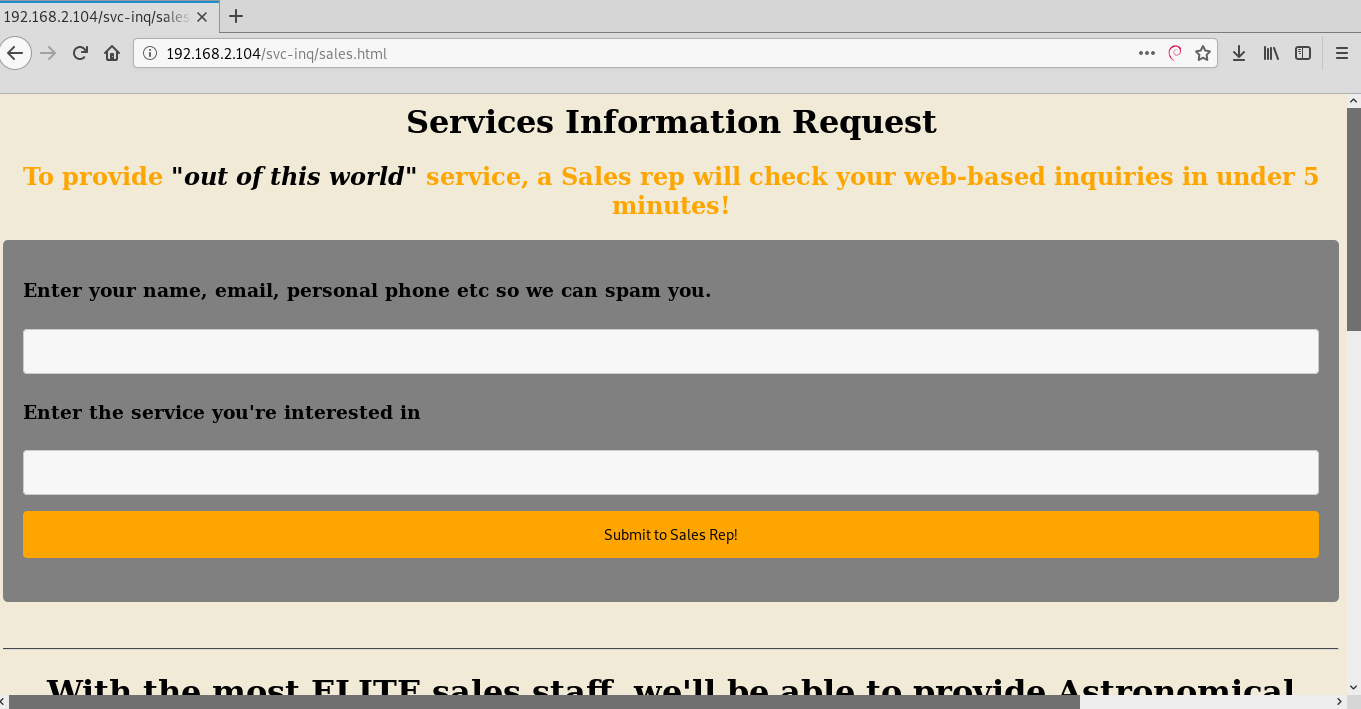 192.168.2.104/svc-inq/sales
192.168.2.104/svc-inq/sales.html
Services Information Request
To provide "out of this world" service, a Sales rep will check your web-based inquiries in under 5
minutes!
Enter your name, email, personal phone etc so we can spam you.
Enter the service you're interested in
Submit to Sales Rep!
With the most ELITE sales staff, we'll be able to provide Astronomical